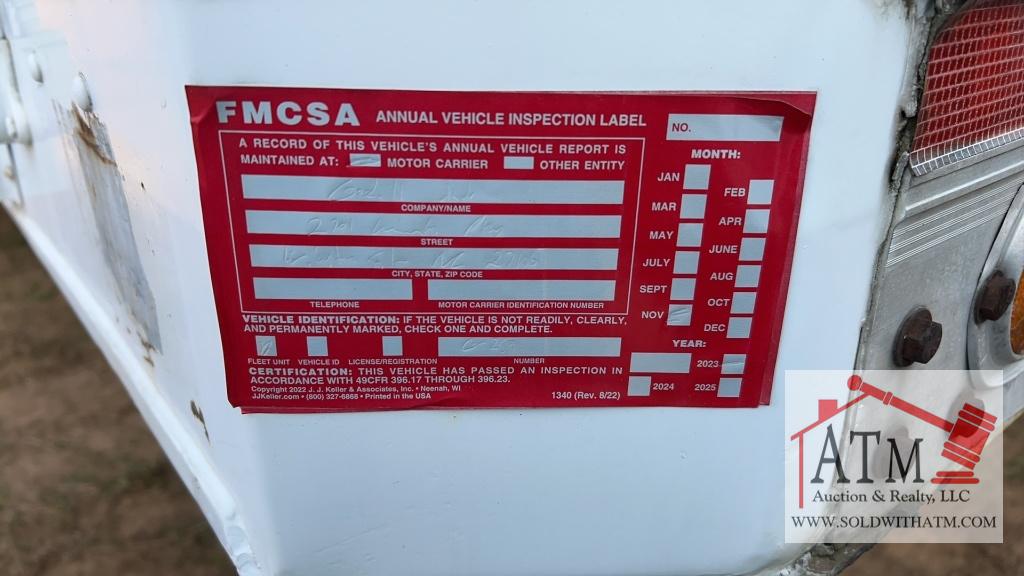 FMCSA ANNUAL VEHICLE INSPECTION LABEL
NO.
A RECORD OF THIS VEHICLE'S ANNUAL VEHICLE REPORT IS
MAINTAINED AT: MOTOR CARRIER OTHER ENTITY
COMPANY/NAME
STREET
CITY, STATE, ZIP CODE
TELEPHONE MOTOR CARRIER IDENTIFICATION NUMBER
VEHICLE IDENTIFICATION: IF THE VEHICLE IS NOT READILY, CLEARLY,
AND PERMANENTLY MARKED, CHECK ONE AND COMPLETE.
FLEET UNIT VEHICLE ID LICENSE/REGISTRATION NUMBER
CERTIFICATION: THIS VEHICLE HAS PASSED AN INSPECTION IN
ACCORDANCE WITH 49CFR 396.17 THROUGH 396.23.
Copyright 2022 J. J. Keller & Associates, Inc. • Neenah, WI
JJKeller.com • (800) 327-6868 • Printed in the USA 1340 (Rev. 8/22)
MONTH:
JAN FEB
MAR APR
MAY JUNE
JULY AUG
SEPT OCT
NOV DEC
YEAR:
2023
2024 2025
ATM
Auction & Realty, LLC
WWW.SOLDWITHATM.COM